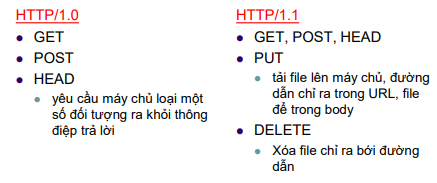 HTTP/1.0
GET
POST
HEAD
yêu cầu máy chủ loại một
số đối tượng ra khỏi thông
điệp trả lời
HTTP/1.1
GET, POST, HEAD
PUT
tải file lên máy chủ, đường
dẫn chỉ ra trong URL, file
để trong body
DELETE
Xóa file chỉ ra bởi đường
dẫn